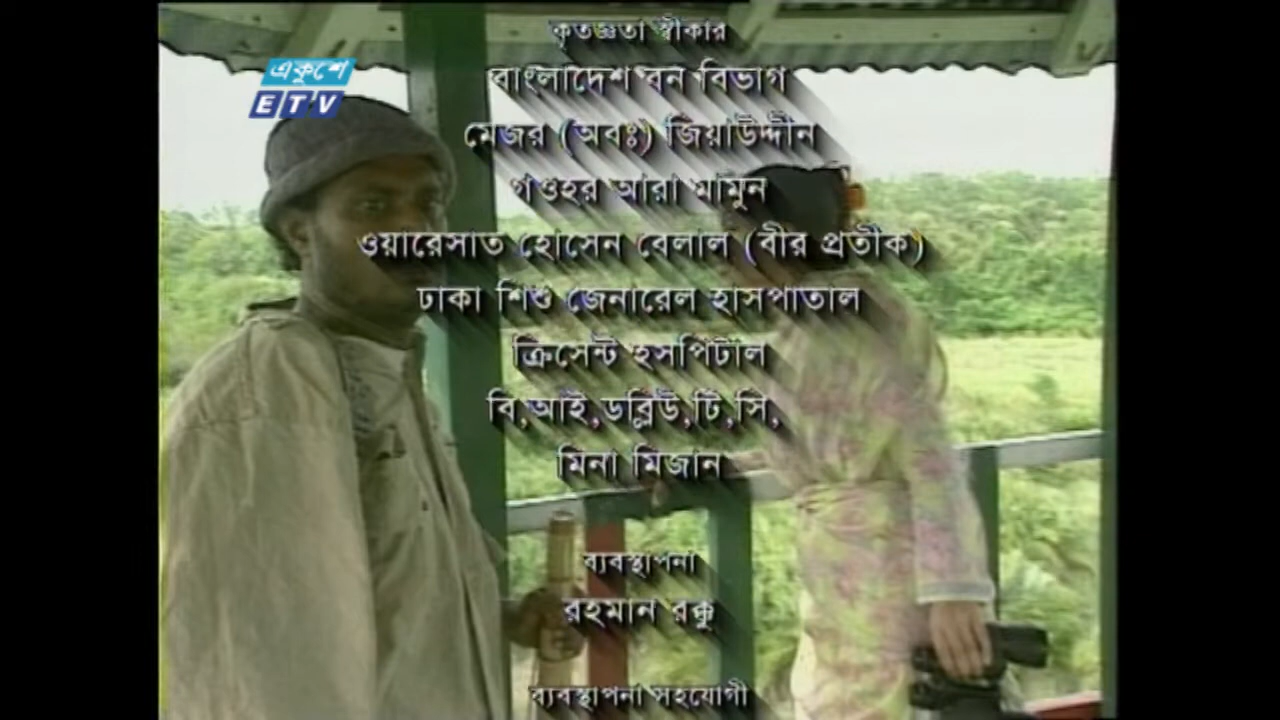 একুশে
ETV
কৃতজ্ঞতা স্বীকার
বাংলাদেশ বন বিভাগ
মেজর (অবঃ) জিয়াউদ্দীন
গওহর আরা মামুন
ওয়ারেসাত হোসেন বেলাল (বীর প্রতীক)
ঢাকা শিশু জেনারেল হাসপাতাল
ক্রিসেন্ট হসপিটাল
বি,আই,ডব্লিউ,টি,সি,
মিনা মিজান
ব্যবস্থাপনা
রহমান রক্কু
ব্যবস্থাপনা সহযোগী